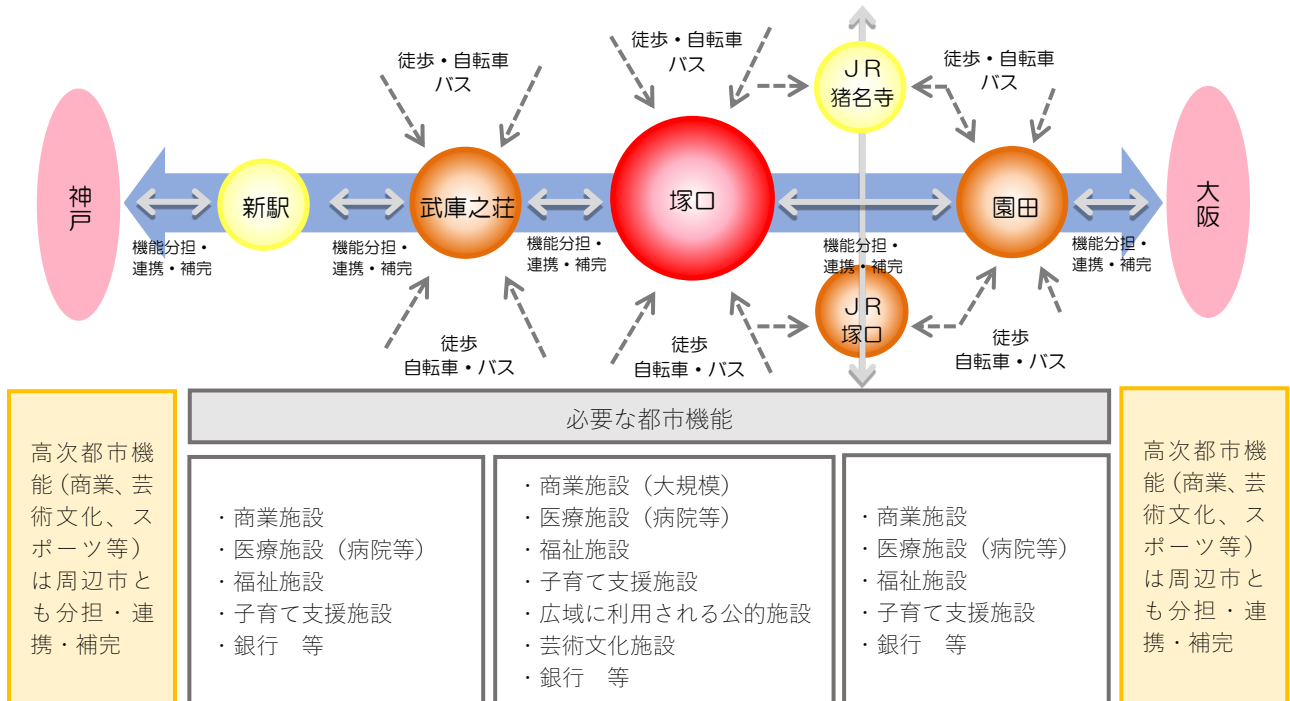 徒歩・自転車
バス
徒歩・自転車
バス
ＪＲ
猪名寺
徒歩・自転車
バス
神戸
新駅
武庫之荘
塚口
園田
大阪
機能分担・
連携・補完
機能分担・
連携・補完
機能分担・
連携・補完
機能分担・
連携・補完
機能分担・
連携・補完
ＪＲ
塚口
徒歩
自転車・バス
徒歩
自転車・バス
徒歩
自転車・バス
必要な都市機能
高次都市機
能（商業、芸
術文化、ス
ポーツ等）
は周辺市と
も分担・連
携・補完
・商業施設
・医療施設（病院等）
・福祉施設
・子育て支援施設
・銀行　等
・商業施設（大規模）
・医療施設（病院等）
・福祉施設
・子育て支援施設
・広域に利用される公的施設
・芸術文化施設
・銀行　等
・商業施設
・医療施設（病院等）
・福祉施設
・子育て支援施設
・銀行　等
高次都市機
能（商業、芸
術文化、ス
ポーツ等）
は周辺市と
も分担・連
携・補完